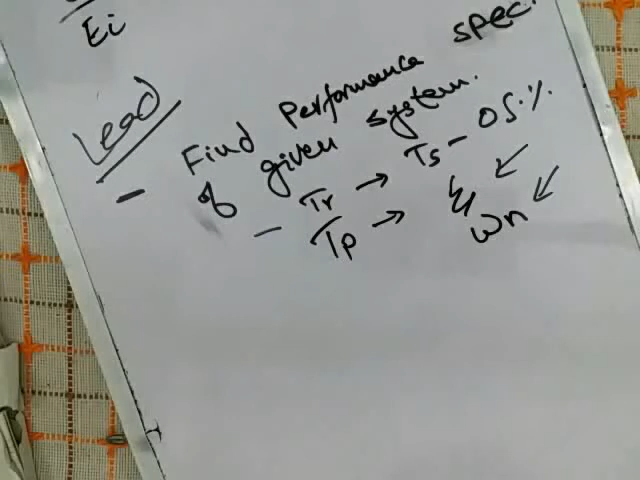 Ei
Lead
- Find Performance spec.
of given system.
- Tr → Ts - OS%
Tp → ξ ↙
ωn ↙